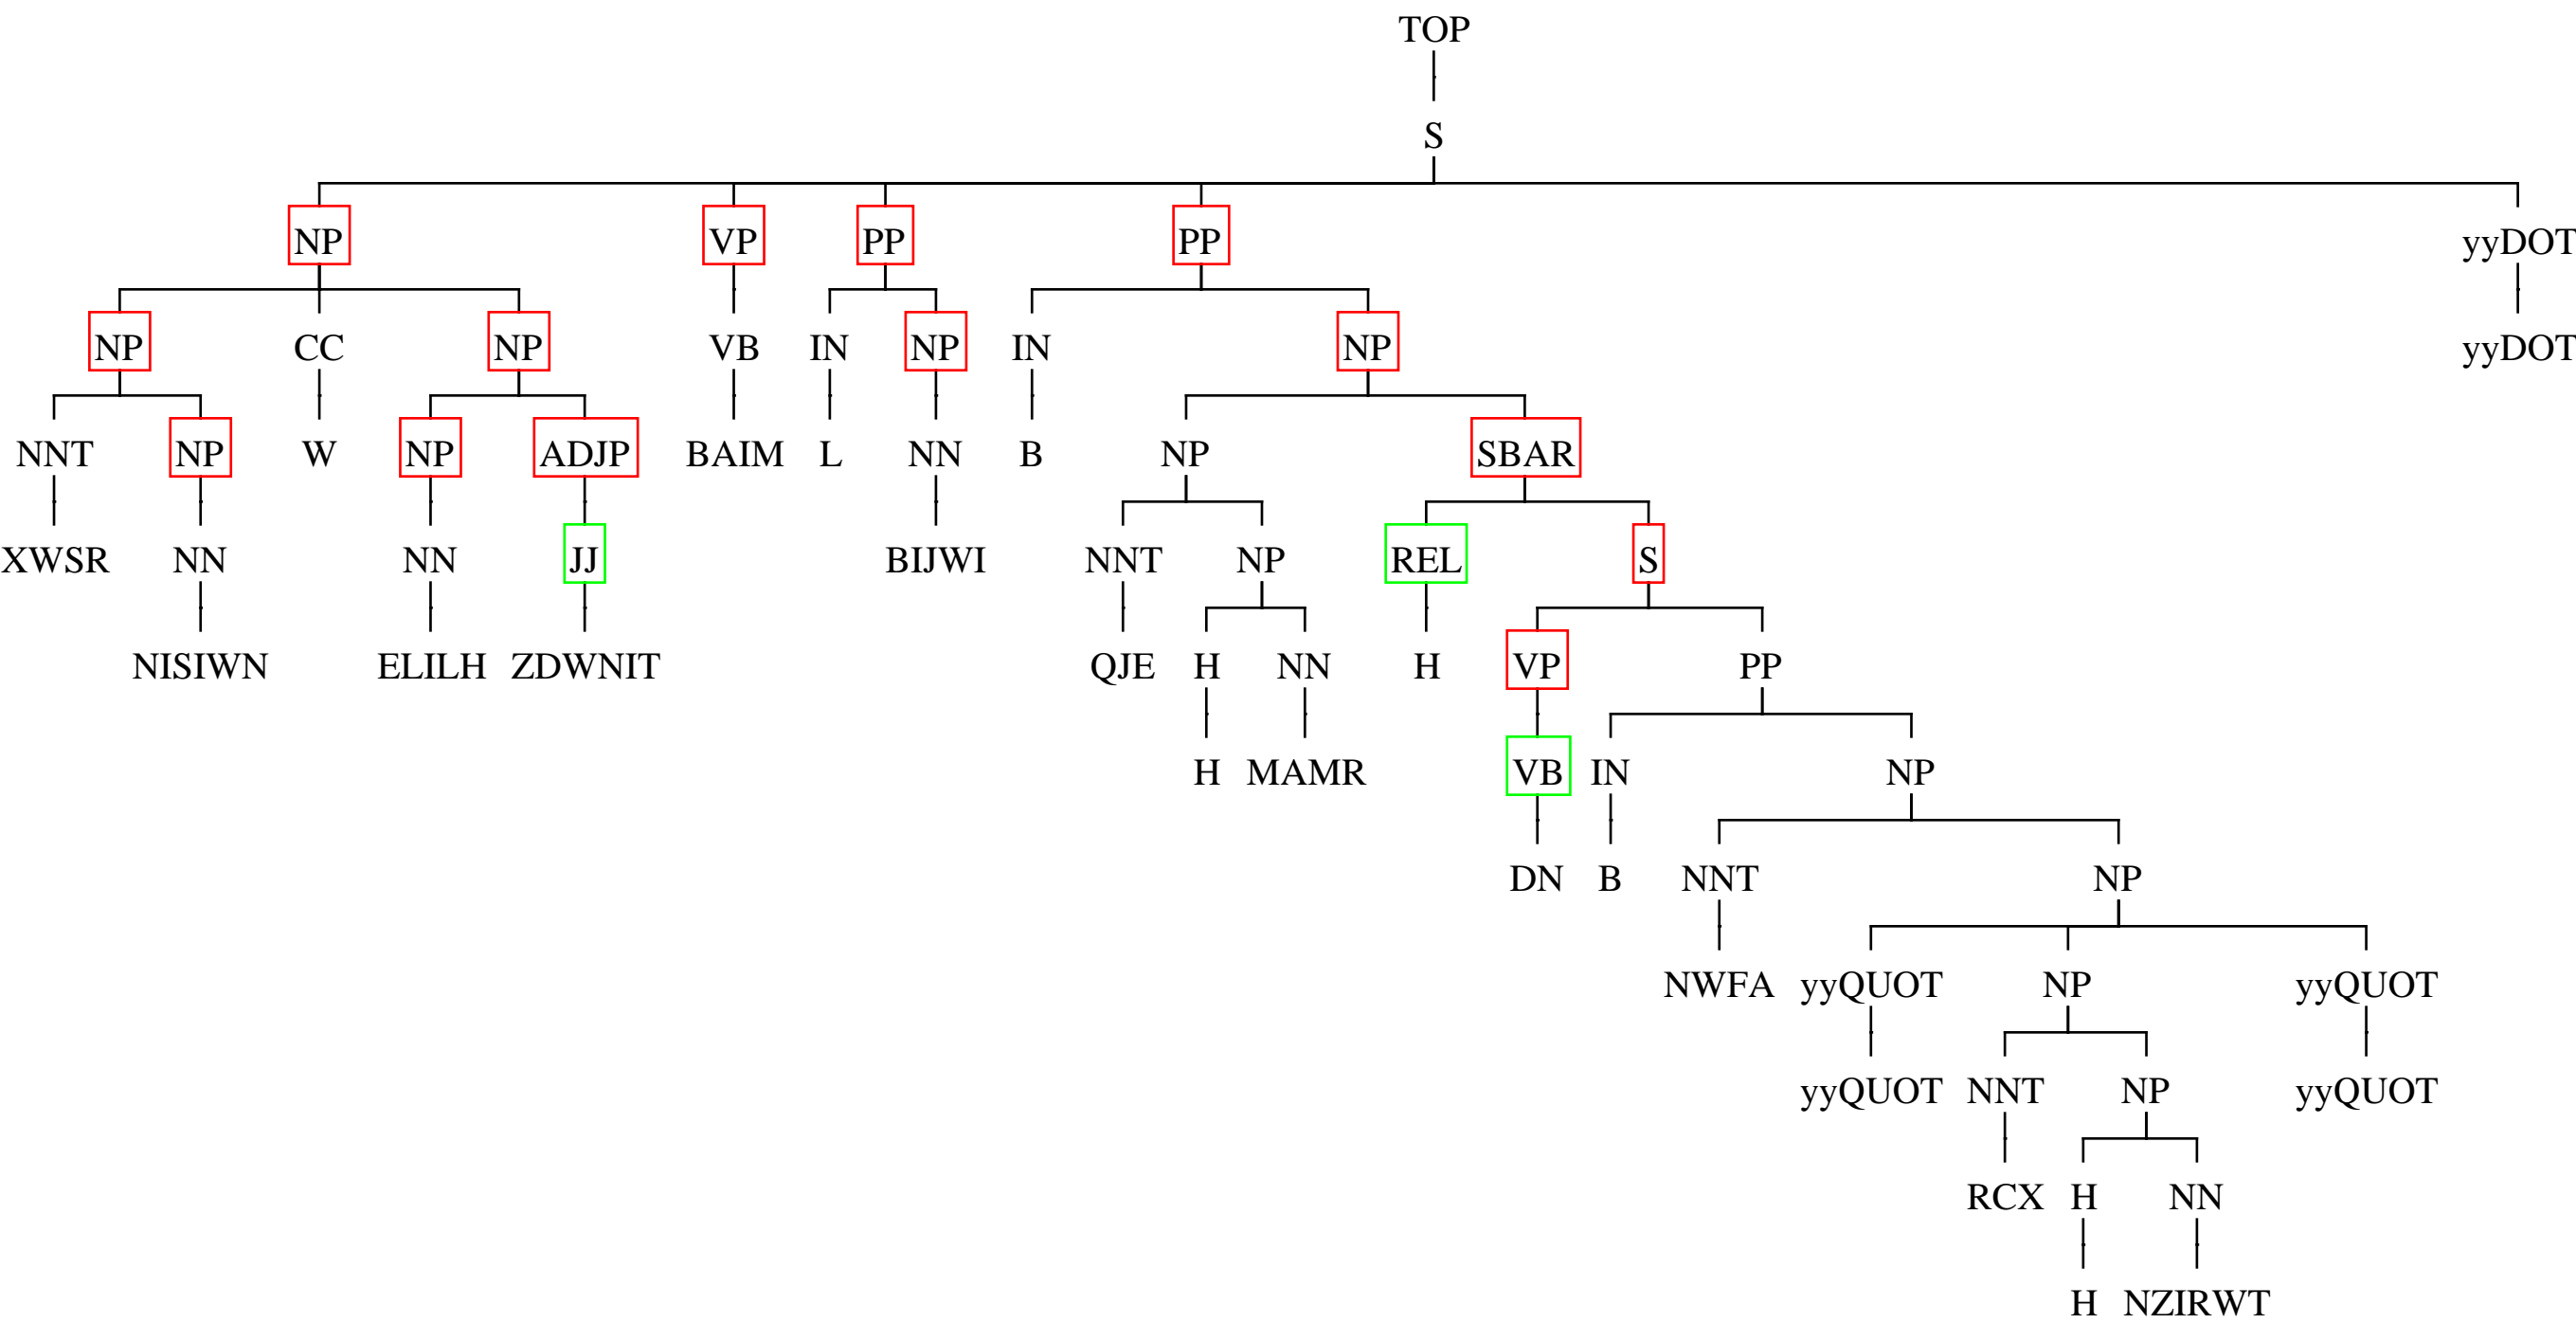 TOP
S
NP VP PP PP yyDOT
NP CC NP VB IN NP IN NP yyDOT
NNT NP W NP ADJP BAIM L NN B NP SBAR
XWSR NN NN JJ BIJWI NNT NP REL S
NISIWN ELILH ZDWNIT QJE H NN H VP PP
H MAMR VB IN NP
DN B NNT NP
NWFA yyQUOT NP yyQUOT
yyQUOT NNT NP yyQUOT
RCX H NN
H NZIRWT